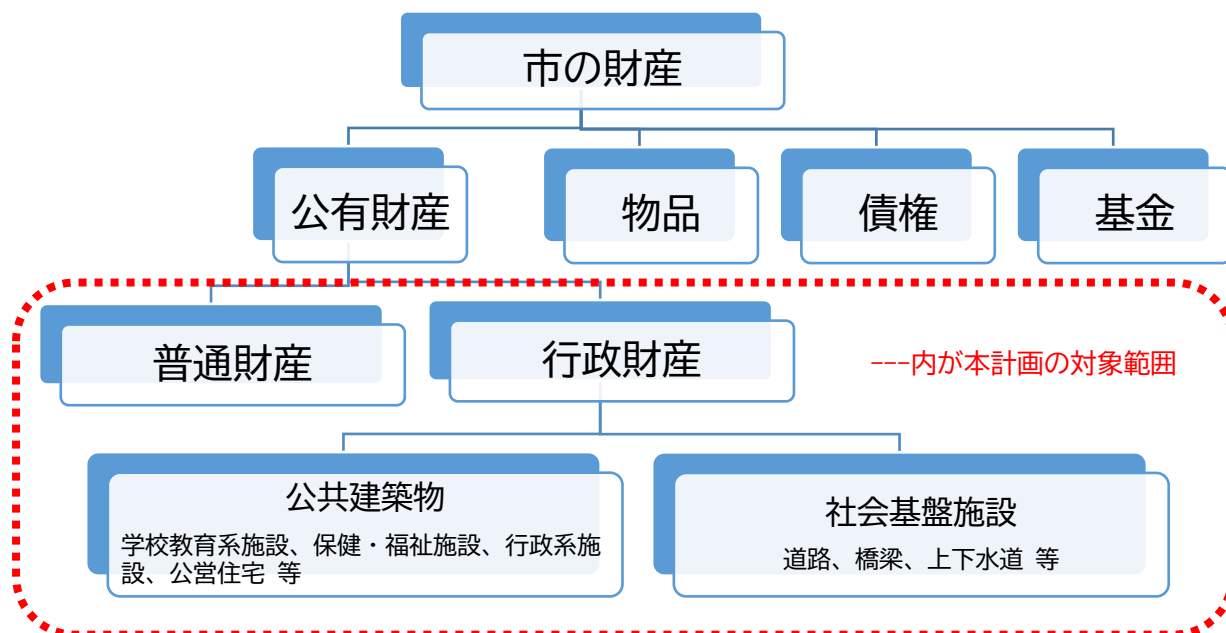 市の財産
公有財産
物品
債権
基金
普通財産
行政財産
---内が本計画の対象範囲
公共建築物
学校教育系施設、保健・福祉施設、行政系施
設、公営住宅 等
社会基盤施設
道路、橋梁、上下水道 等